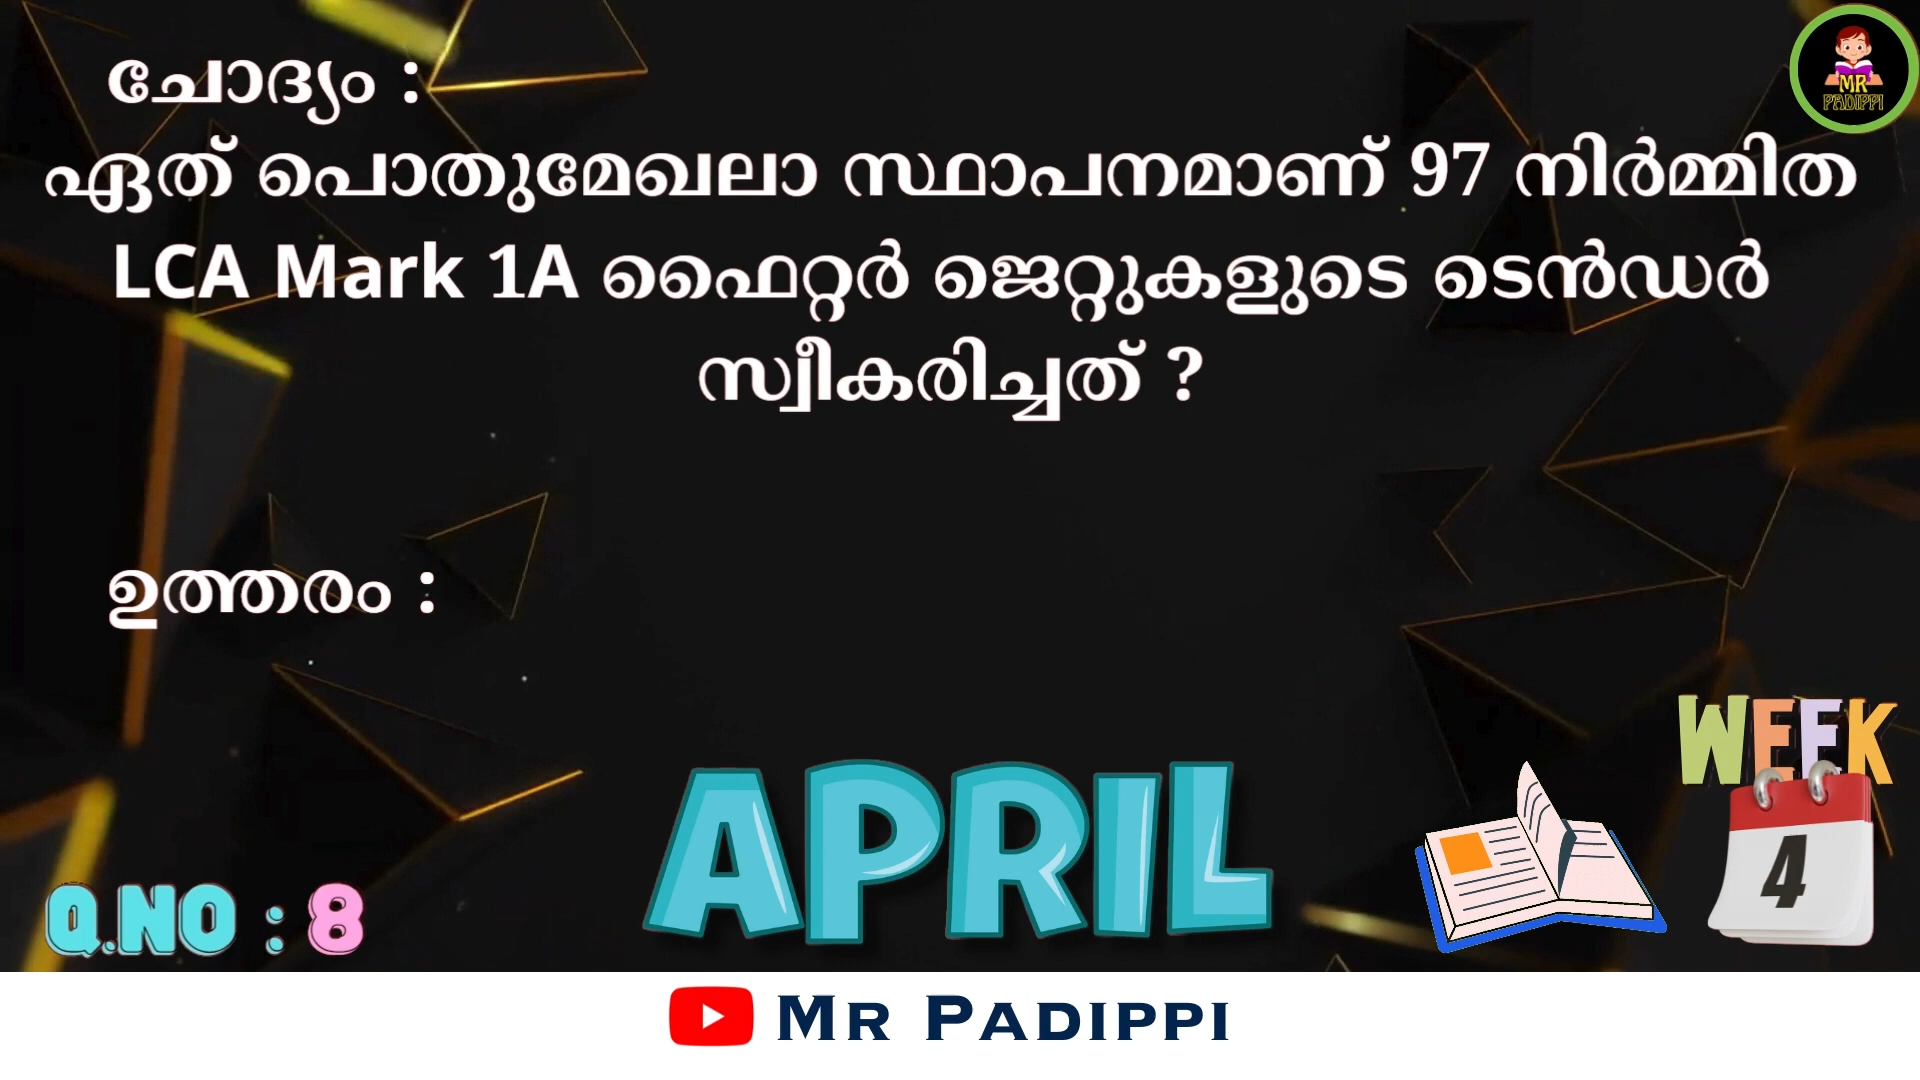 ചോദ്യം :
MR
PADIPPI
ഏത് പൊതുമേഖലാ സ്ഥാപനമാണ് 97 നിർമ്മിത
LCA Mark 1A ഫൈറ്റർ ജെറ്റുകളുടെ ടെൻഡർ
സ്വീകരിച്ചത് ?
ഉത്തരം :
WEEK
4
APRIL
Q.NO : 8
MR PADIPPI